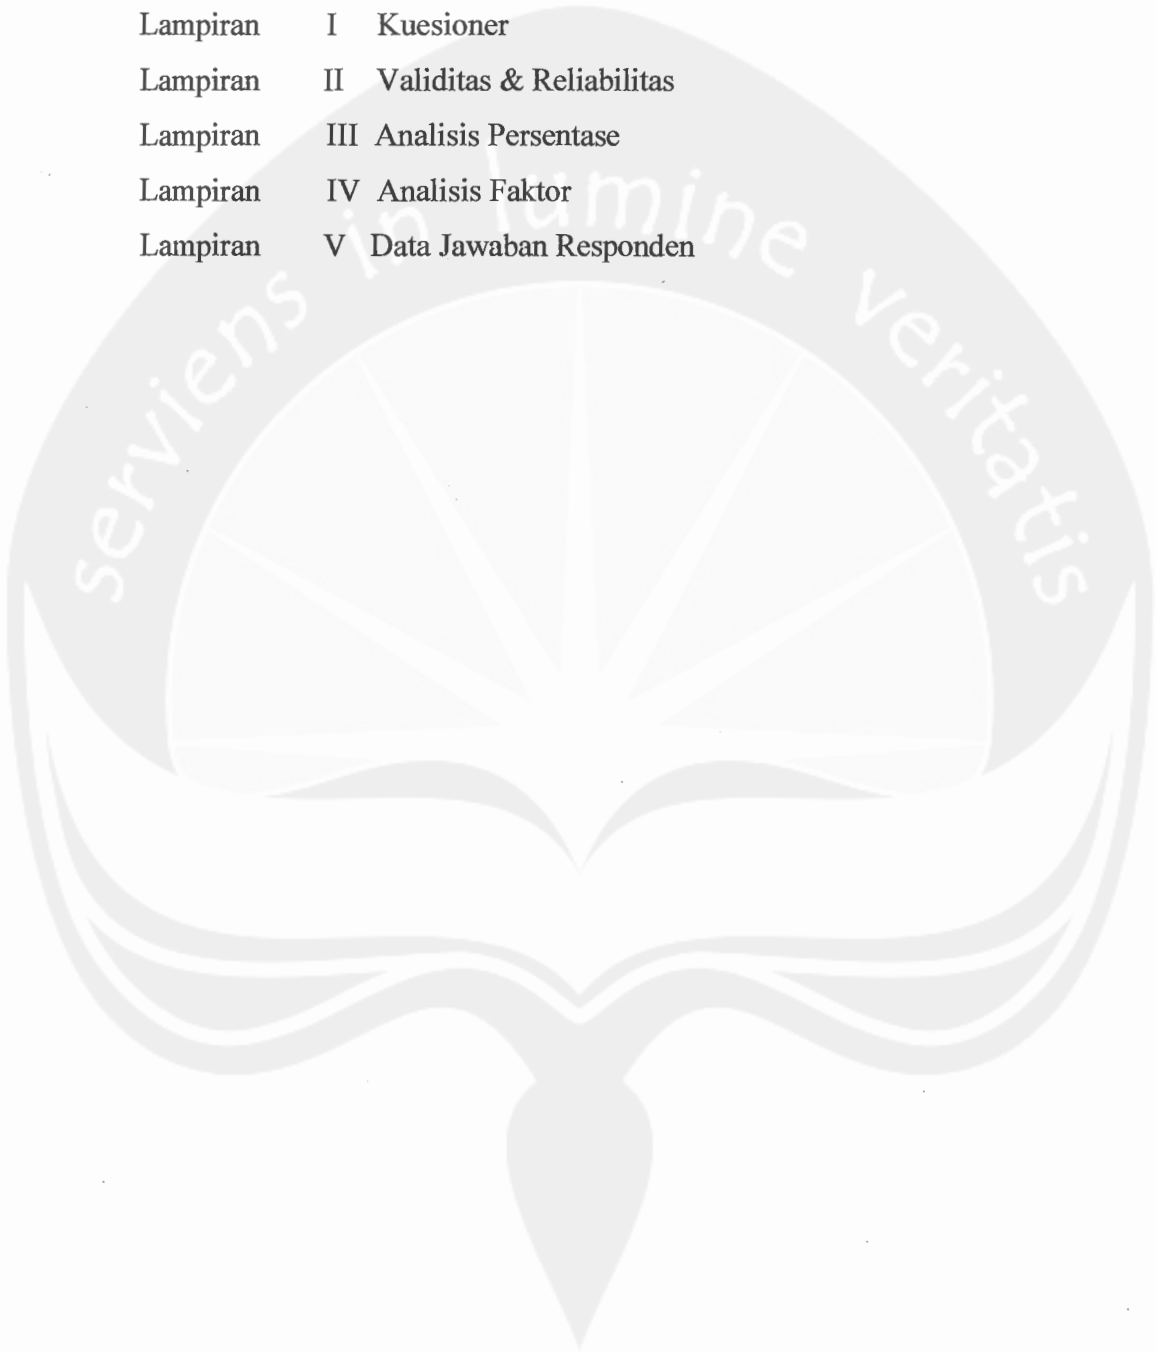 Lampiran I Kuesioner
Lampiran II Validitas & Reliabilitas
Lampiran III Analisis Persentase
Lampiran IV Analisis Faktor
Lampiran V Data Jawaban Responden
serviens in lumine veritatis